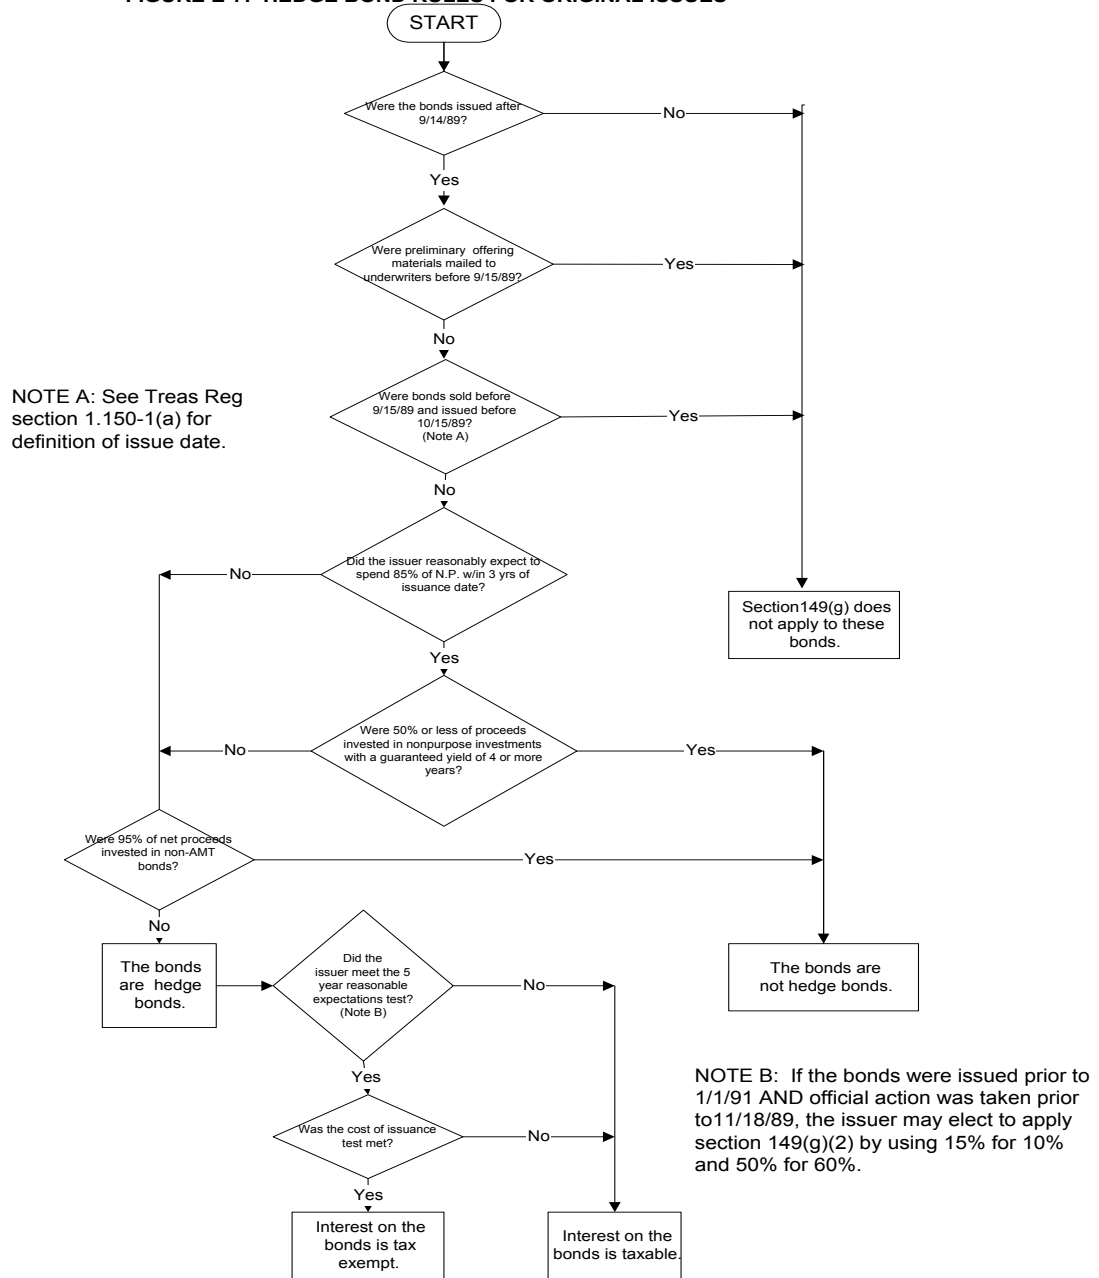 START
Were the bonds issued after
9/14/89?
No
Yes
Were preliminary offering
materials mailed to
underwriters before 9/15/89?
Yes
No
NOTE A: See Treas Reg
section 1.150-1(a) for
definition of issue date.
Were bonds sold before
9/15/89 and issued before
10/15/89?
(Note A)
Yes
No
Did the issuer reasonably expect to
spend 85% of N.P. w/in 3 yrs of
issuance date?
No
Yes
Section149(g) does
not apply to these
bonds.
Were 50% or less of proceeds
invested in nonpurpose investments
with a guaranteed yield of 4 or more
years?
No
Yes
Were 95% of net proceeds
invested in non-AMT
bonds?
Yes
No
The bonds
are hedge
bonds.
Did the
issuer meet the 5
year reasonable
expectations test?
(Note B)
No
Yes
The bonds are
not hedge bonds.
NOTE B: If the bonds were issued prior to
1/1/91 AND official action was taken prior
to11/18/89, the issuer may elect to apply
section 149(g)(2) by using 15% for 10%
and 50% for 60%.
Was the cost of issuance
test met?
No
Yes
Interest on the
bonds is tax
exempt.
Interest on the
bonds is taxable.